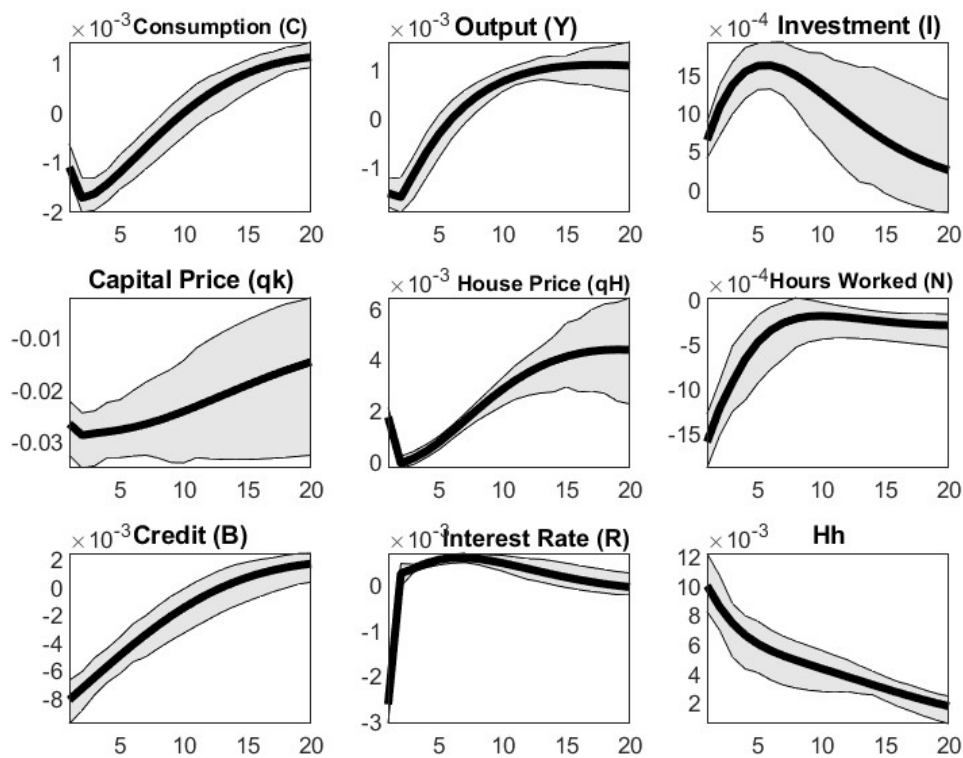 ×10-3 Consumption (C)
1
0
-1
-2
5 10 15 20
×10-3 Output (Y)
1
0
-1
5 10 15 20
×10-4 Investment (I)
15
10
5
0
5 10 15 20
Capital Price (qk)
-0.01
-0.02
-0.03
5 10 15 20
×10-3 House Price (qH)
6
4
2
0
5 10 15 20
×10-4 Hours Worked (N)
0
-5
-10
-15
5 10 15 20
×10-3 Credit (B)
2
0
-2
-4
-6
-8
5 10 15 20
×10-3 Interest Rate (R)
0
-1
-2
-3
5 10 15 20
×10-3 Hh
12
10
8
6
4
2
5 10 15 20